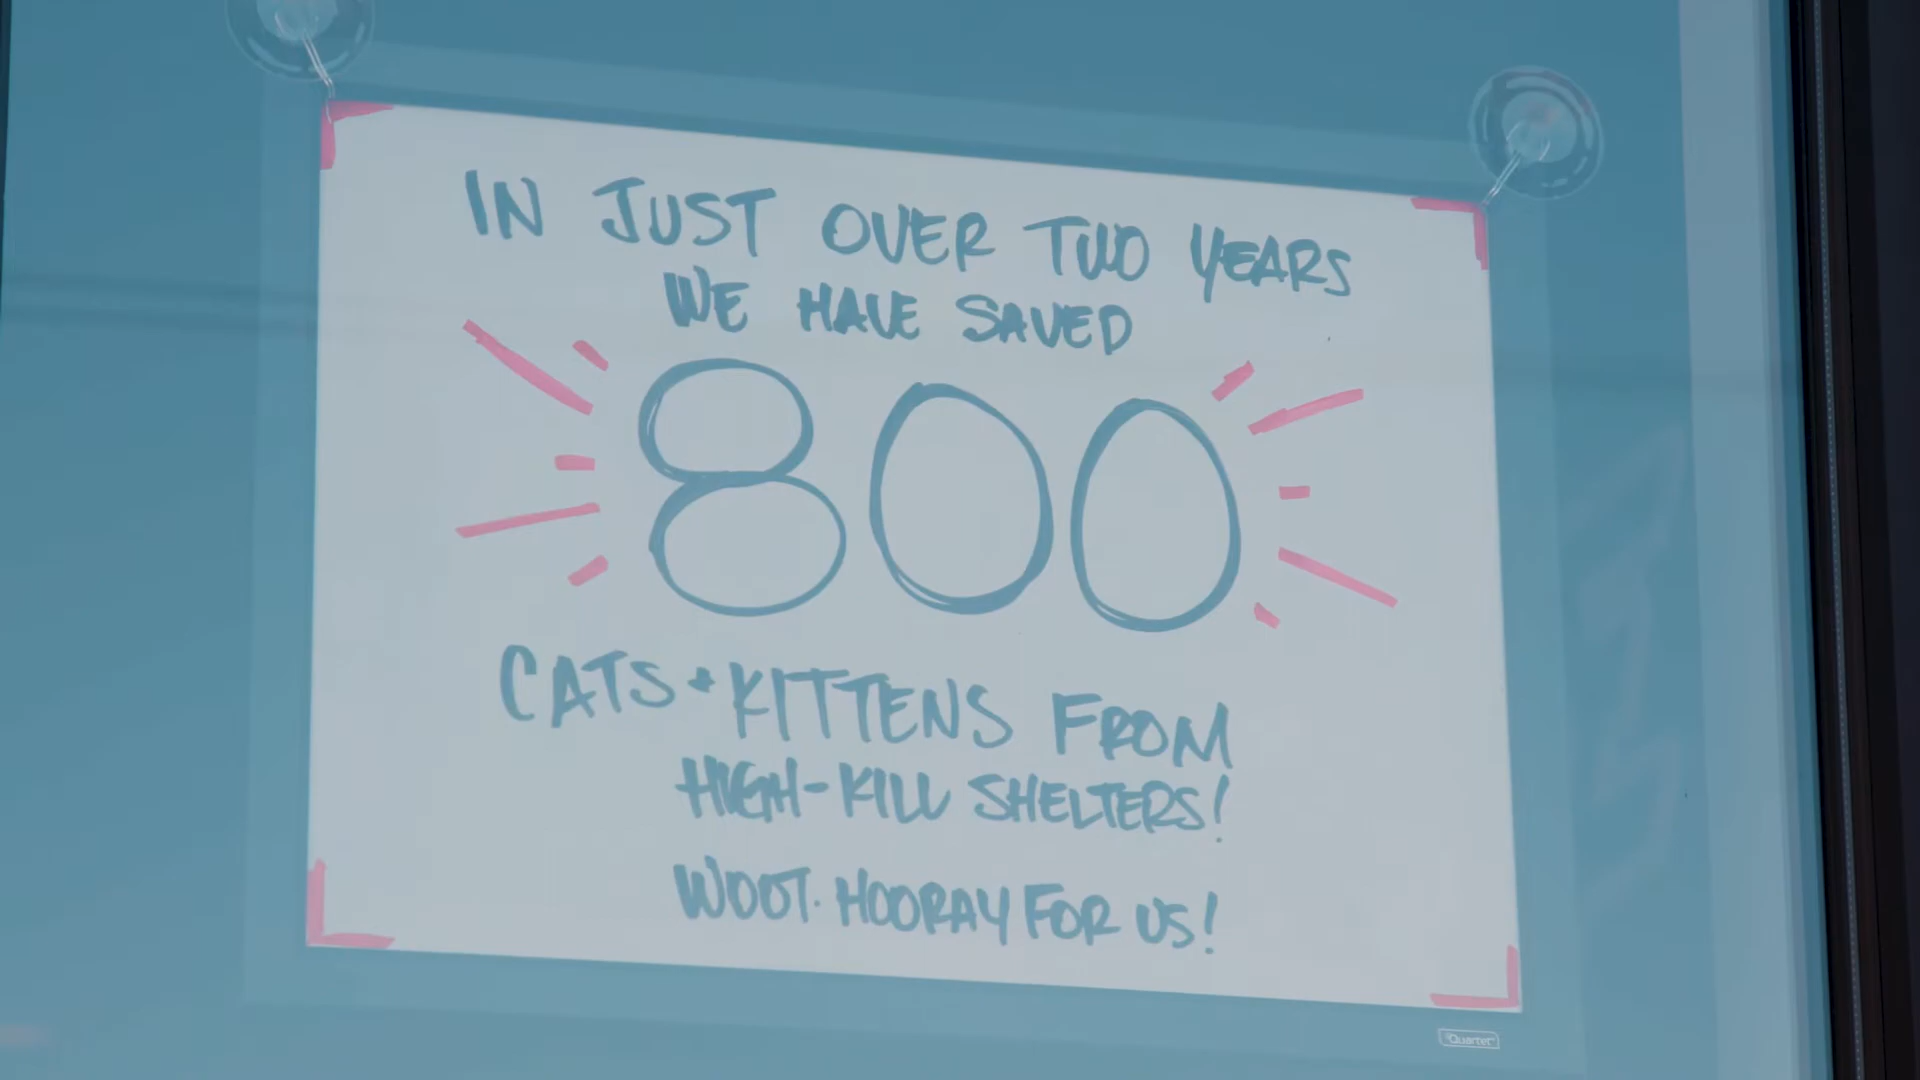 IN JUST OVER TWO YEARS
WE HAVE SAVED
800
CATS + KITTENS FROM
HIGH-KILL SHELTERS!
WOOT. HOORAY FOR US!
Quartet